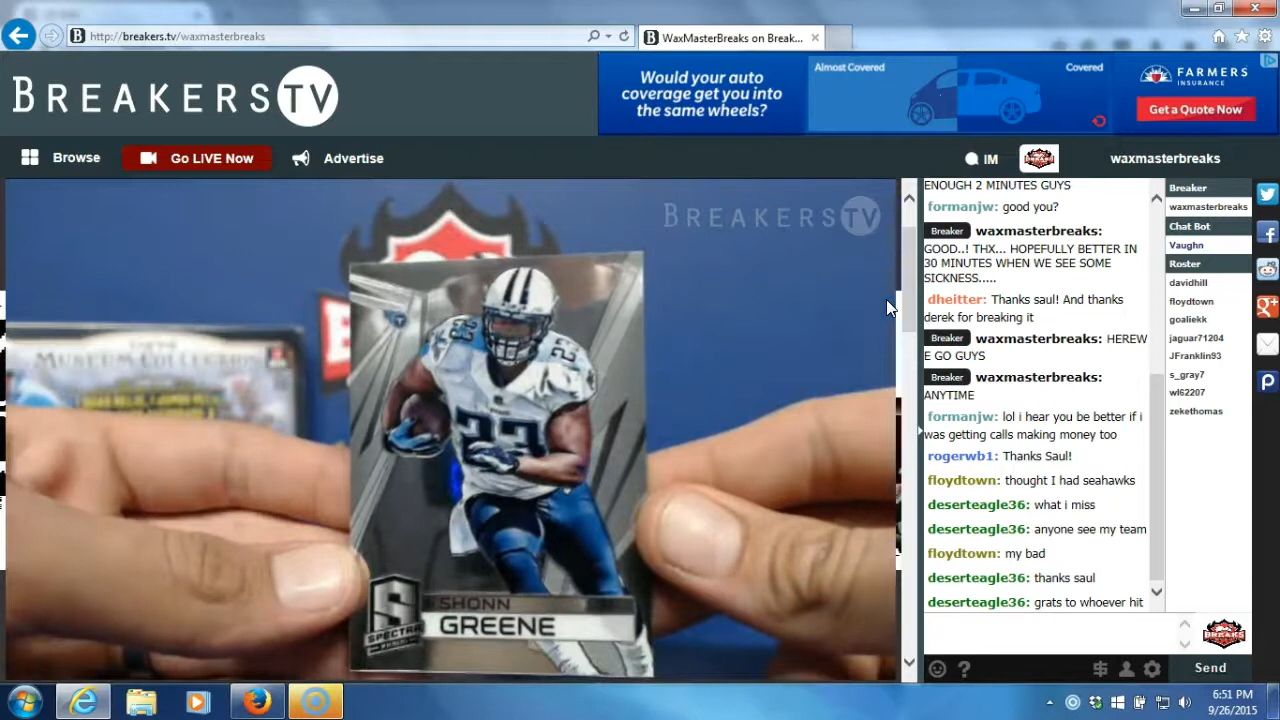 http://breakers.tv/waxmasterbreaks
WaxMasterBreaks on Break...
BREAKERS TV
Would your auto
coverage get you into
the same wheels?
Almost Covered
Covered
FARMERS
INSURANCE
Get a Quote Now
Browse
Go LIVE Now
Advertise
IM
BREAKS
waxmasterbreaks
BREAKERS TV
23
23
23
SHONN
GREENE
SPECTRA
ENOUGH 2 MINUTES GUYS
formanjw: good you?
Breaker waxmasterbreaks:
GOOD..! THX... HOPEFULLY BETTER IN
30 MINUTES WHEN WE SEE SOME
SICKNESS.....
dheitter: Thanks saul! And thanks
derek for breaking it
Breaker waxmasterbreaks: HEREW
E GO GUYS
Breaker waxmasterbreaks:
ANYTIME
formanjw: lol i hear you be better if i
was getting calls making money too
rogerwb1: Thanks Saul!
floydtown: thought I had seahawks
deserteagle36: what i miss
deserteagle36: anyone see my team
floydtown: my bad
deserteagle36: thanks saul
deserteagle36: grats to whoever hit
Breaker
waxmasterbreaks
Chat Bot
Vaughn
Roster
davidhill
floydtown
goaliekk
jaguar71204
JFranklin93
s_gray7
wl62207
zekethomas
BREAKS
Send
6:51 PM
9/26/2015